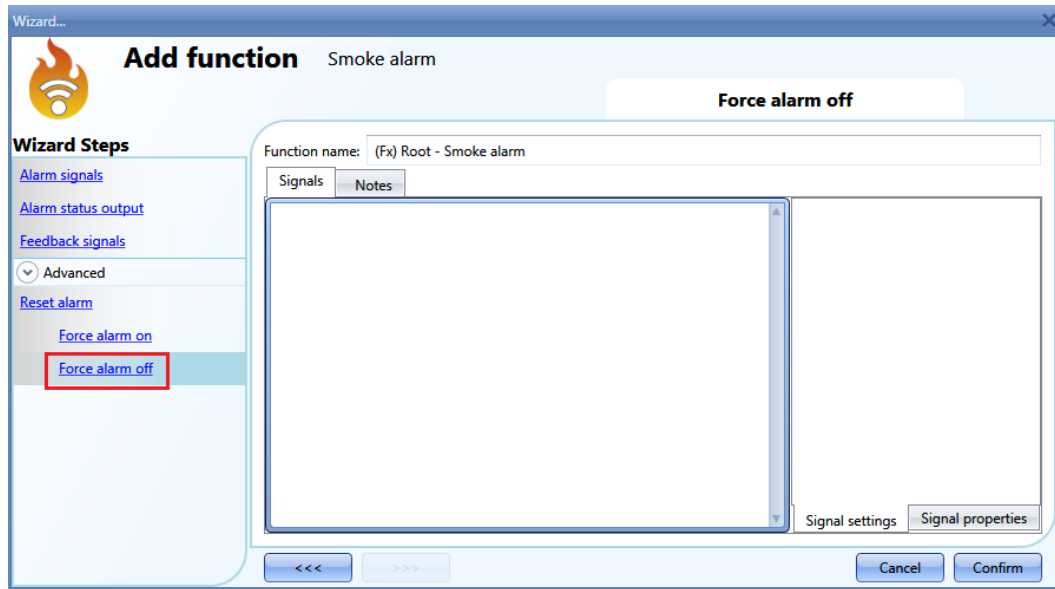 Wizard...
Add function Smoke alarm
Force alarm off
Wizard Steps
Alarm signals
Alarm status output
Feedback signals
Advanced
Reset alarm
Force alarm on
Force alarm off
Function name: (Fx) Root - Smoke alarm
Signals Notes
Signal settings Signal properties
<<< >>> Cancel Confirm